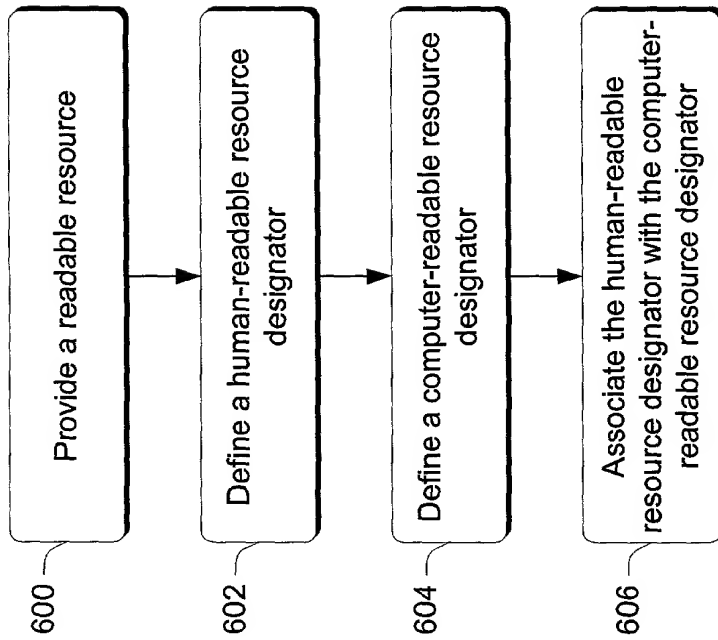 600
Provide a readable resource
602
Define a human-readable resource
designator
604
Define a computer-readable resource
designator
606
Associate the human-readable
resource designator with the computer-
readable resource designator